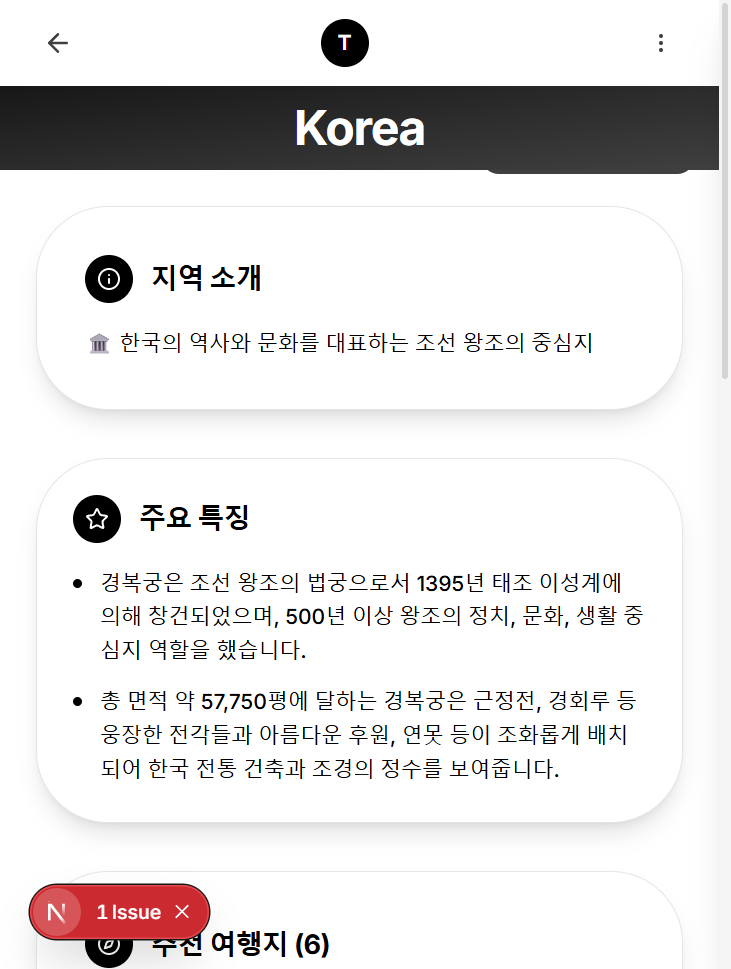 T
Korea
지역 소개
한국의 역사와 문화를 대표하는 조선 왕조의 중심지
주요 특징
경복궁은 조선 왕조의 법궁으로서 1395년 태조 이성계에
의해 창건되었으며, 500년 이상 왕조의 정치, 문화, 생활 중
심지 역할을 했습니다.
총 면적 약 57,750평에 달하는 경복궁은 근정전, 경회루 등
웅장한 전각들과 아름다운 후원, 연못 등이 조화롭게 배치
되어 한국 전통 건축과 조경의 정수를 보여줍니다.
N 1 Issue
추천 여행지 (6)